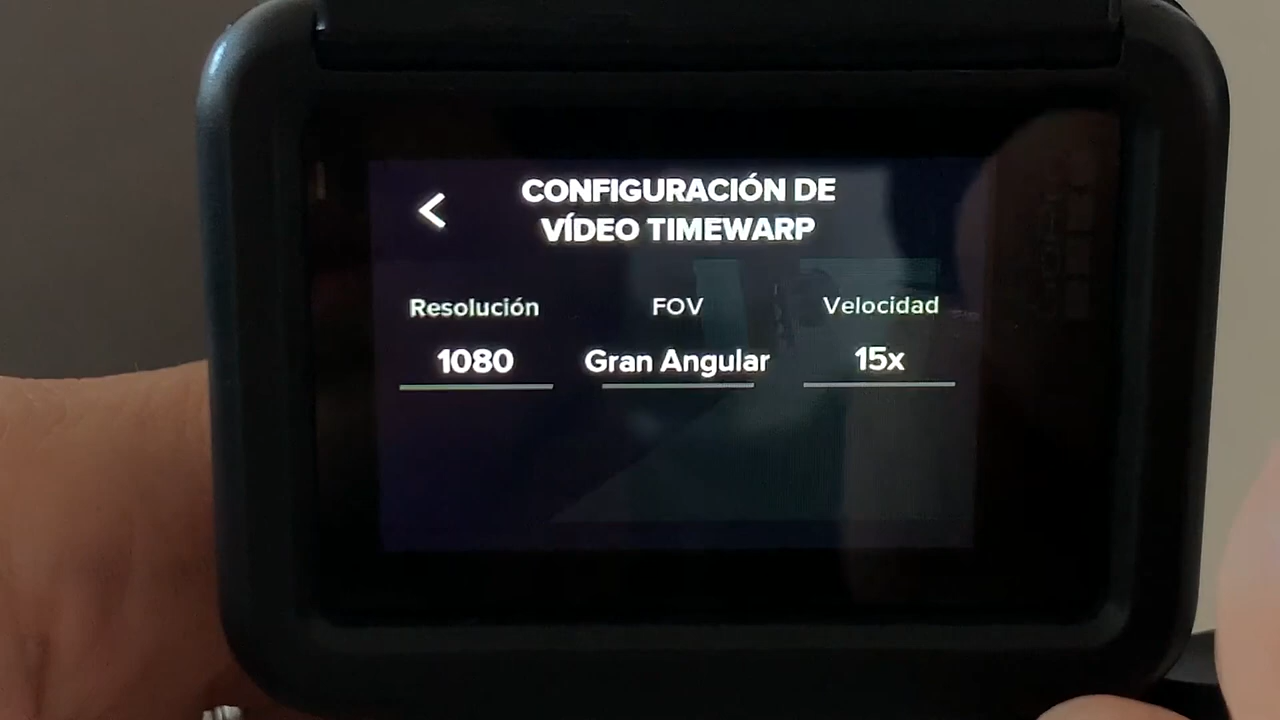 CONFIGURACIÓN DE
VÍDEO TIMEWARP
Resolución FOV Velocidad
1080 Gran Angular 15x